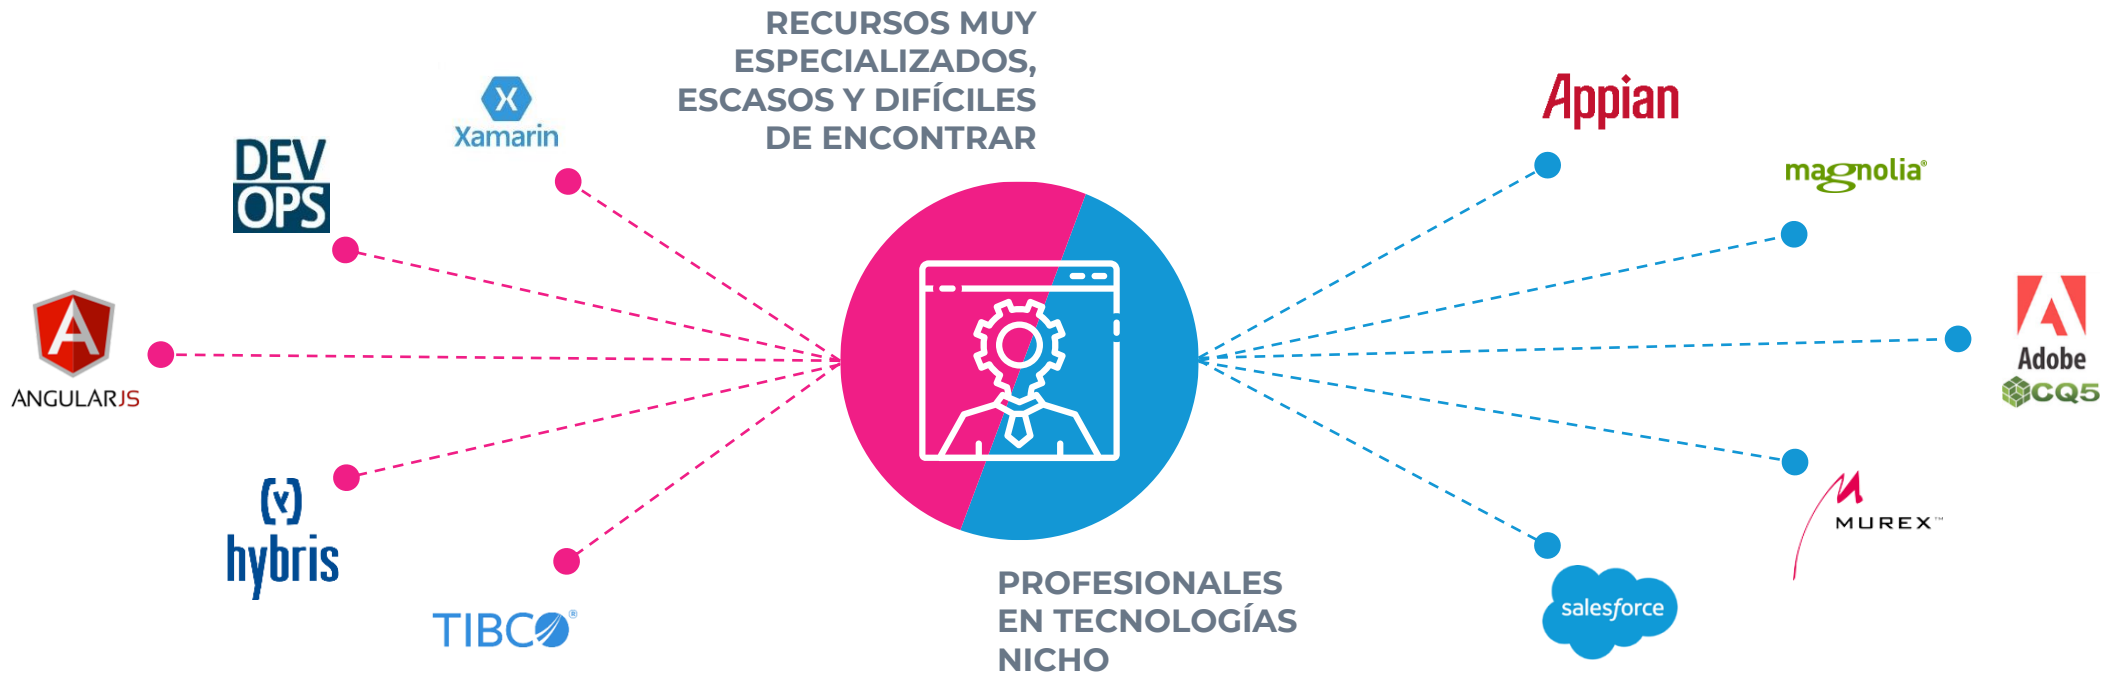 RECURSOS MUY
ESPECIALIZADOS,
ESCASOS Y DIFÍCILES
DE ENCONTRAR
Xamarin
DEV
OPS
ANGULARJS
hybris
TIBCO®
Appian
magnolia®
Adobe
CQ5
MUREX™
salesforce
PROFESIONALES
EN TECNOLOGÍAS
NICHO